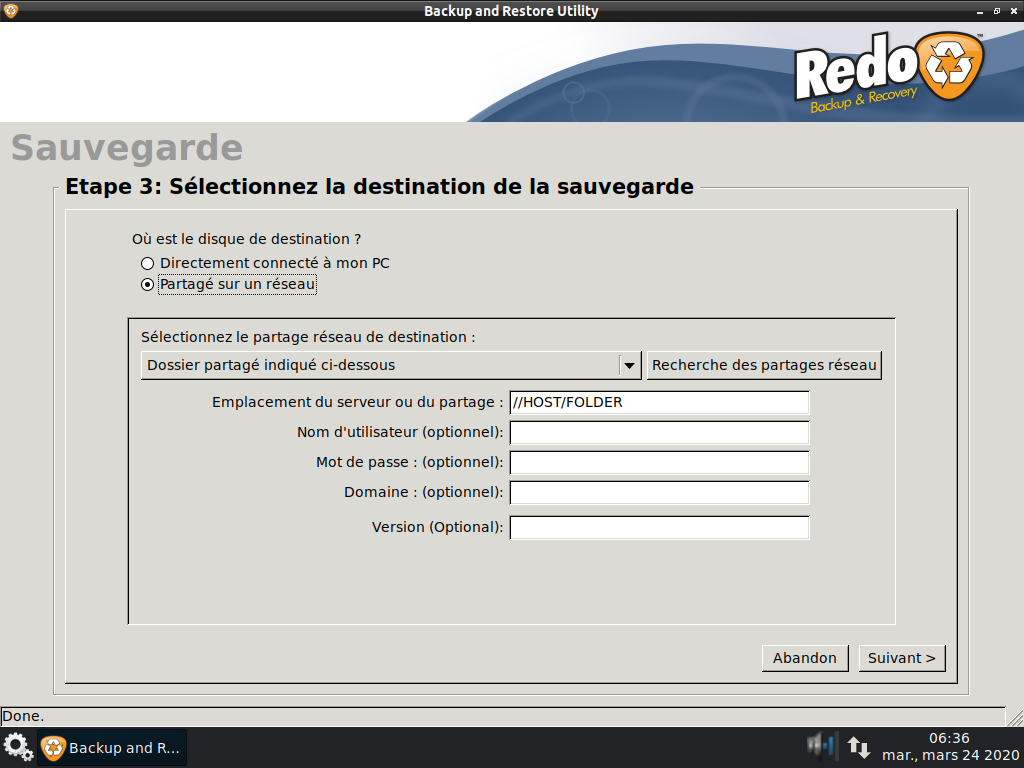 Backup and Restore Utility
Redo™
Backup & Recovery
Sauvegarde
Etape 3: Sélectionnez la destination de la sauvegarde
Où est le disque de destination ?
Directement connecté à mon PC
Partagé sur un réseau
Sélectionnez le partage réseau de destination :
Dossier partagé indiqué ci-dessous
Recherche des partages réseau
Emplacement du serveur ou du partage : //HOST/FOLDER
Nom d'utilisateur (optionnel):
Mot de passe : (optionnel):
Domaine : (optionnel):
Version (Optional):
Abandon
Suivant >
Done.
Backup and R...
06:36
mar., mars 24 2020